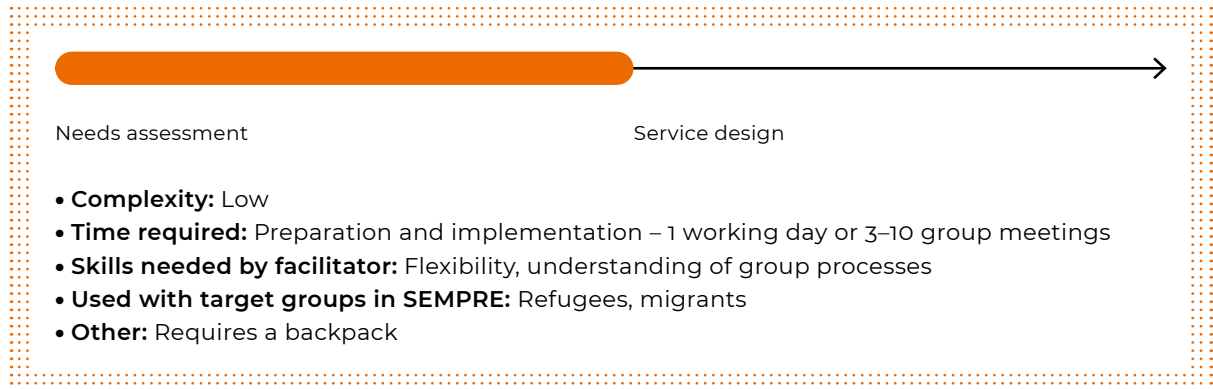 Needs assessment
Service design
• Complexity: Low
• Time required: Preparation and implementation – 1 working day or 3–10 group meetings
• Skills needed by facilitator: Flexibility, understanding of group processes
• Used with target groups in SEMPRE: Refugees, migrants
• Other: Requires a backpack